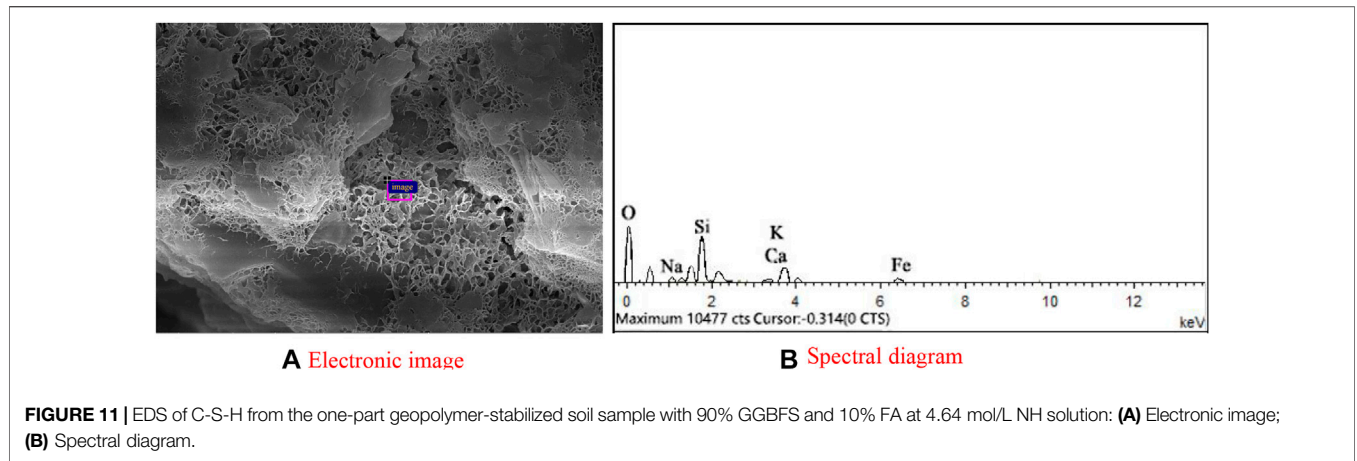 image
O
Si
K
Na
Ca
Fe
0 2 4 6 8 10 12
Maximum 10477 cts Cursor:-0.314(0 CTS)
keV
A Electronic image
B Spectral diagram
FIGURE 11 | EDS of C-S-H from the one-part geopolymer-stabilized soil sample with 90% GGBFS and 10% FA at 4.64 mol/L NH solution: (A) Electronic image;
(B) Spectral diagram.